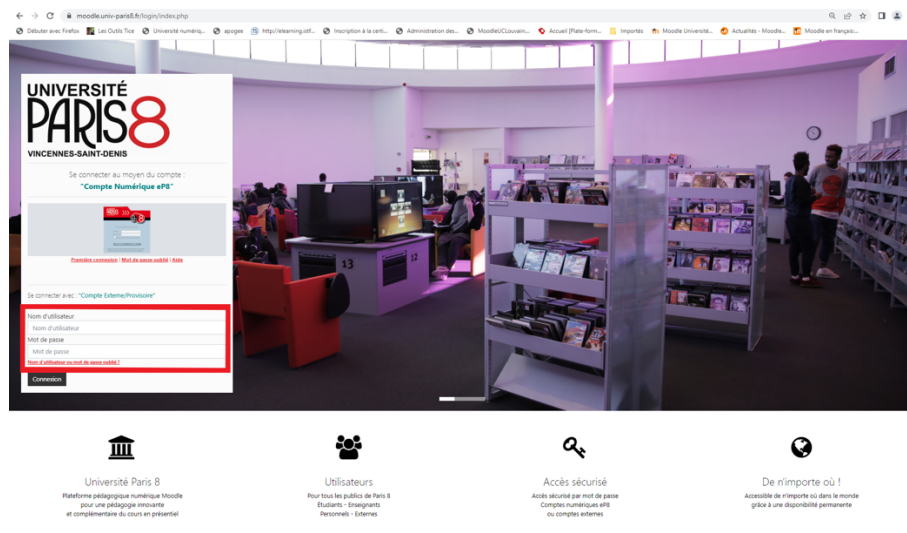 moodle.univ-paris8.fr/login/index.php
Débuter avec Firefox Les Outils Tice Université numériq... apogee http://elearning.istf... Inscription à la certi... Administration des... MoodleUCLouvain... Accueil [Plate-form... Importés Moodle Université... Actualités - Moodle... Moodle en français:...
UNIVERSITÉ
PARIS8
VINCENNES-SAINT-DENIS
Se connecter au moyen du compte :
"Compte Numérique eP8"
Première connexion | Mot de passe oublié | Aide
Se connecter avec : "Compte Externe/Provisoire"
Nom d'utilisateur
Nom d'utilisateur
Mot de passe
Mot de passe
Nom d'utilisateur ou mot de passe oublié ?
Connexion
13
12
Université Paris 8
Plateforme pédagogique numérique Moodle
pour une pédagogie innovante
et complémentaire du cours en présentiel
Utilisateurs
Pour tous les publics de Paris 8
Etudiants - Enseignants
Personnels - Externes
Accès sécurisé
Accès sécurisé par mot de passe
Comptes numériques eP8
ou comptes externes
De n'importe où !
Accessible de n'importe où dans le monde
grâce à une disponibilité permanente